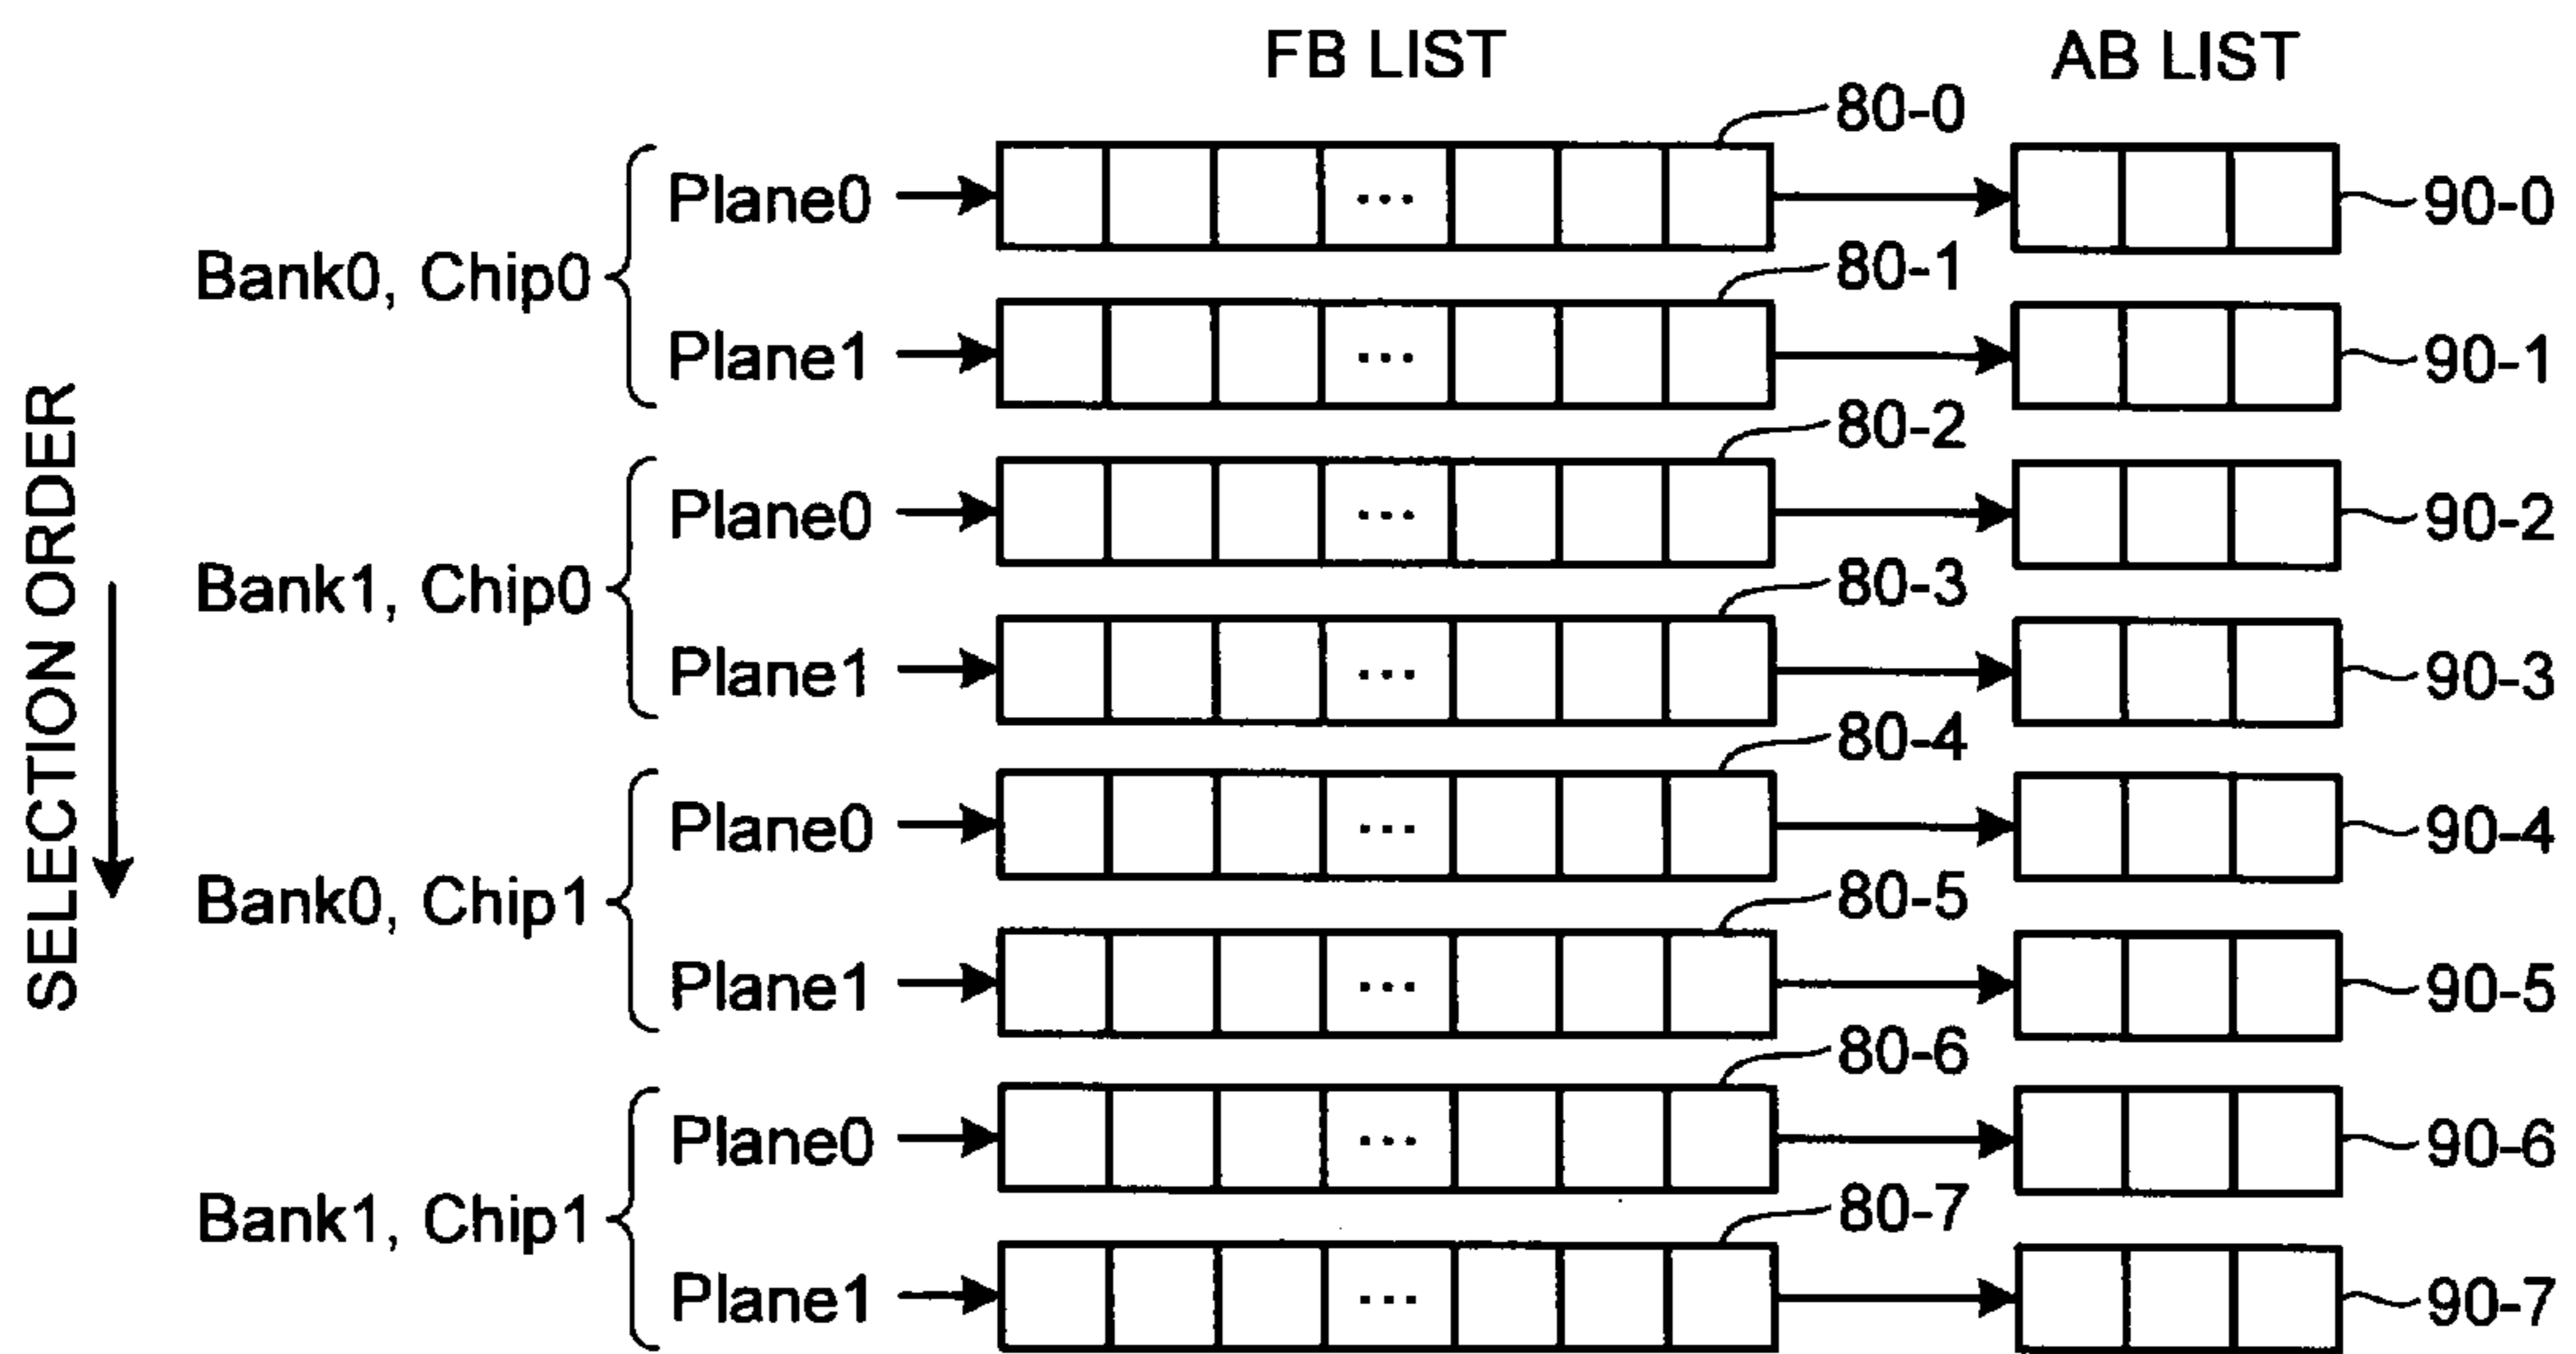 FB LIST
AB LIST
SELECTION ORDER
Bank0, Chip0
Plane0
...
80-0
90-0
Plane1
...
80-1
90-1
Bank1, Chip0
Plane0
...
80-2
90-2
Plane1
...
80-3
90-3
Bank0, Chip1
Plane0
...
80-4
90-4
Plane1
...
80-5
90-5
Bank1, Chip1
Plane0
...
80-6
90-6
Plane1
...
80-7
90-7